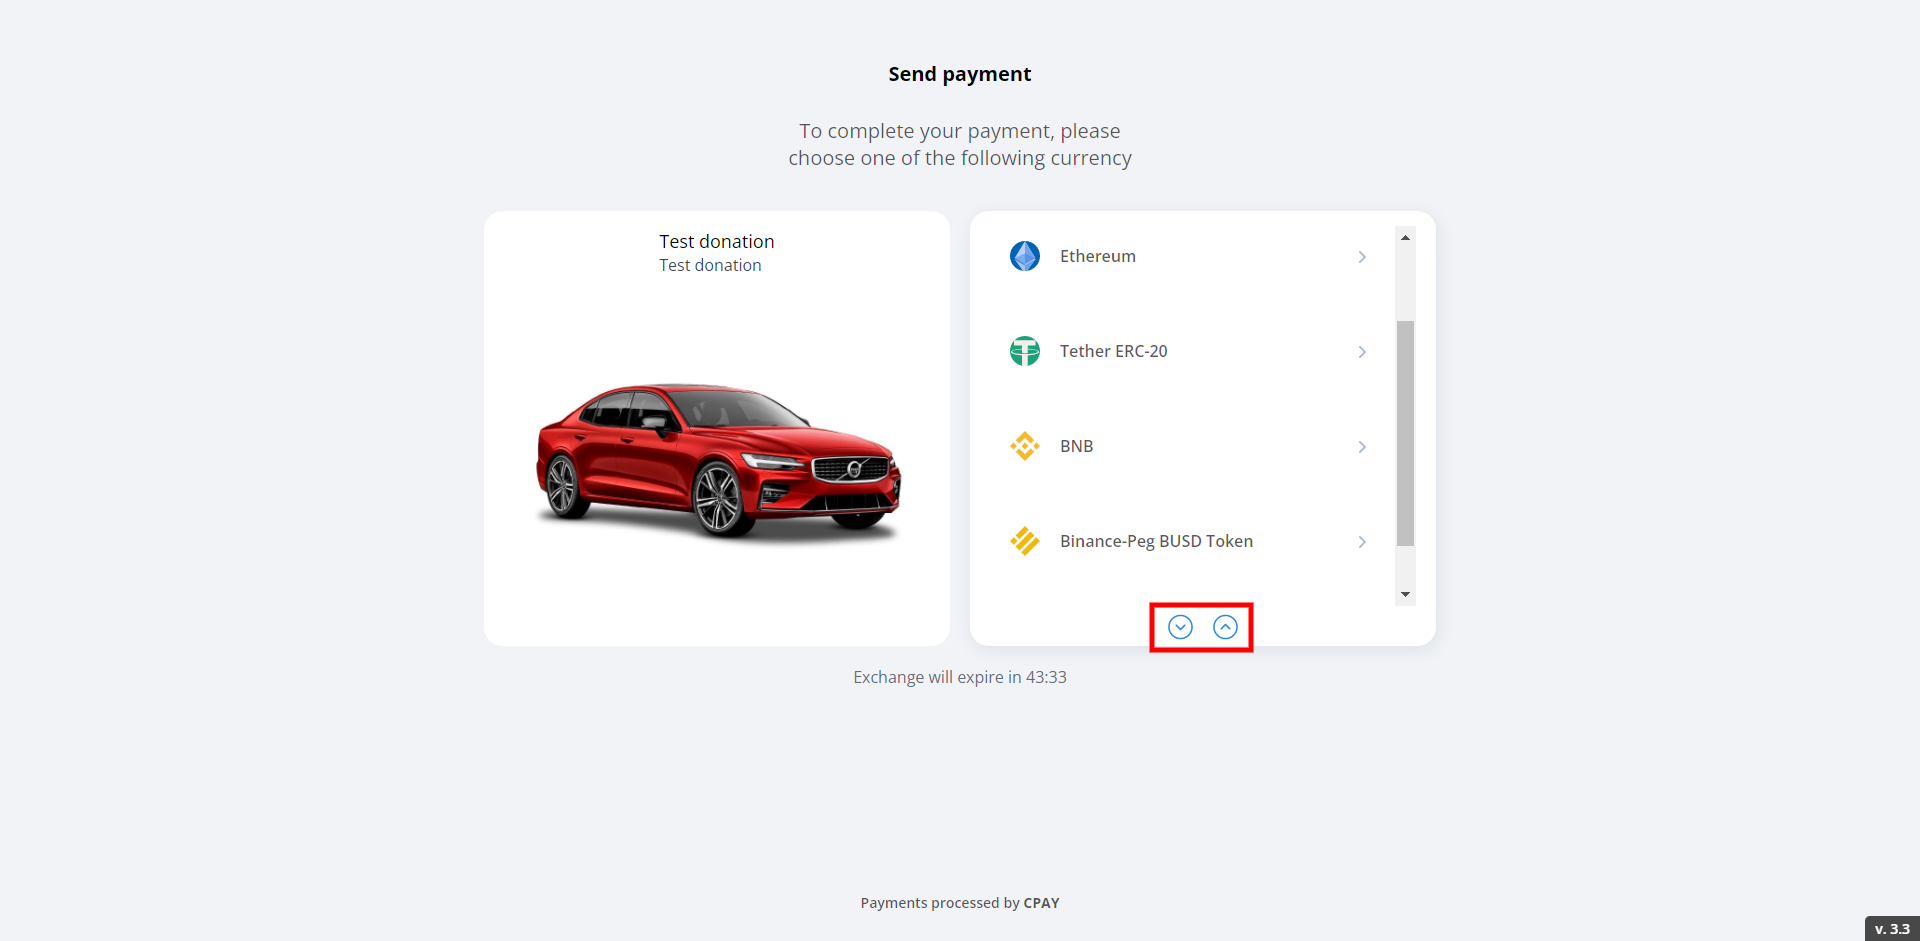 Send payment
To complete your payment, please
choose one of the following currency
Test donation
Test donation
Ethereum
Tether ERC-20
BNB
Binance-Peg BUSD Token
Exchange will expire in 43:33
Payments processed by CPAY
v. 3.3